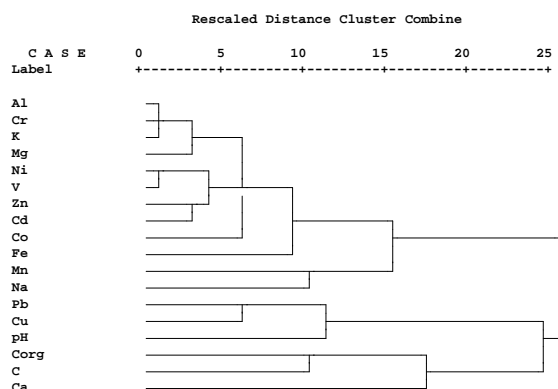 Rescaled Distance Cluster Combine
C A S E 0 5 10 15 20 25
Label +---------+---------+---------+---------+---------+
Al
Cr
K
Mg
Ni
V
Zn
Cd
Co
Fe
Mn
Na
Pb
Cu
pH
Corg
C
Ca